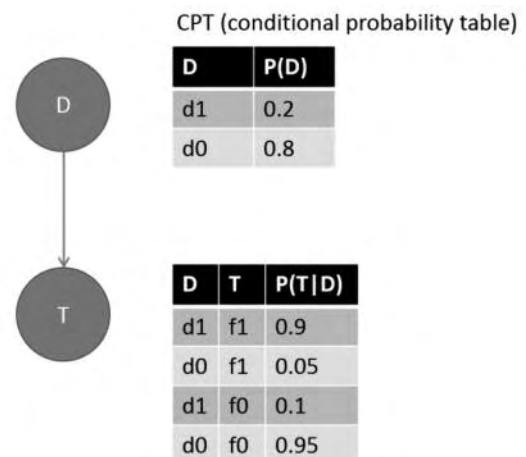 CPT (conditional probability table)
D P(D)
D
d1 0.2
d0 0.8
D T P(T|D)
T
d1 f1 0.9
d0 f1 0.05
d1 f0 0.1
d0 f0 0.95